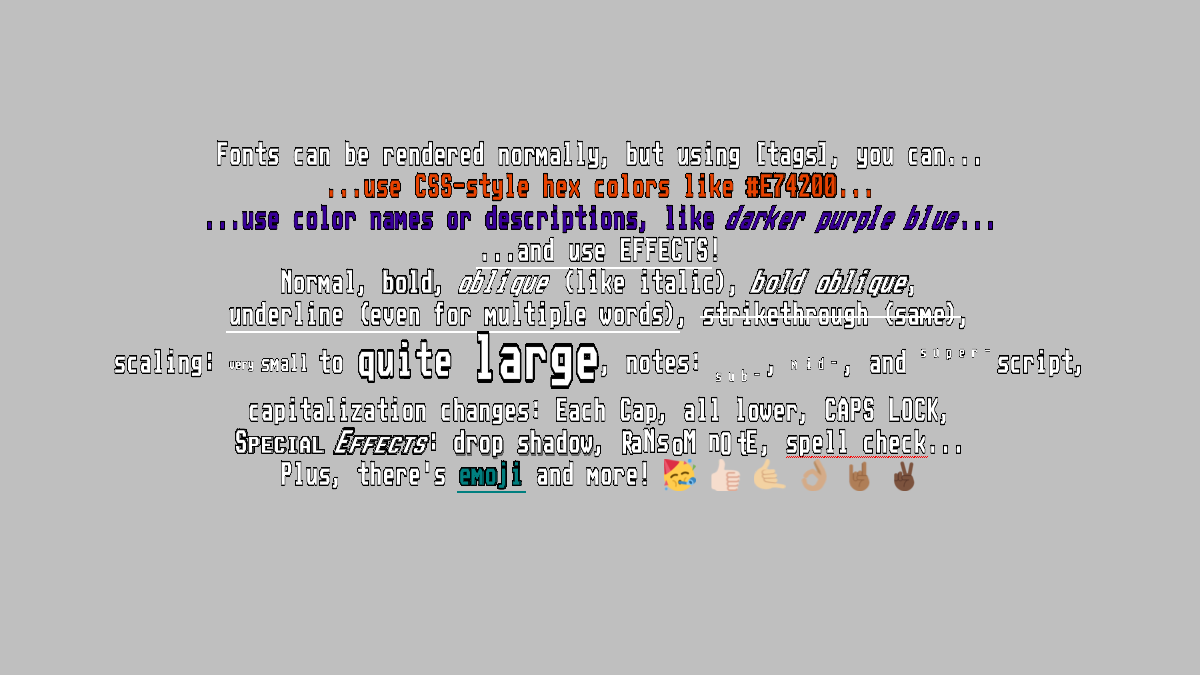 Fonts can be rendered normally, but using [tags], you can...
...use CSS-style hex colors like #E74200...
...use color names or descriptions, like darker purple blue...
...and use EFFECTS!
Normal, bold, oblique (like italic), bold oblique,
underline (even for multiple words), strikethrough (same),
scaling: very small to quite large, notes: sub-, mid-, and super-script,
capitalization changes: Each Cap, all lower, CAPS LOCK,
Special Effects: drop shadow, RaNsoM nOtE, spell check...
Plus, there's emoji and more! 🥳 👍🏻 🤙🏼 👌🏽 🤘🏾 ✌🏿